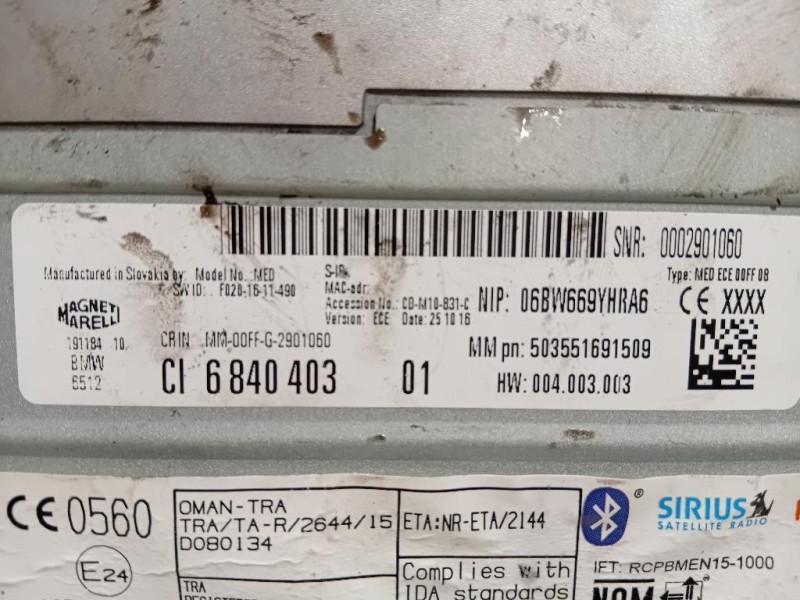 SNR: 0002901060
Manufactured in Slovakia by: Model No.: MED
SW ID: F020-16-11-490
S-IP:
MAC-adr:
Accession No.: CB-M10-831-C
Version: ECE Date: 25 10 16
NIP: 06BW669YHRA6
Type: MED ECE 00FF 08
CE XXXX
MAGNETI
MARELLI
191184 10
BMW
6512
CRIN MM-00FF-G-2901060
CI 6 840 403 01
MM pn: 503551691509
HW: 004.003.003
CE 0560
E24
OMAN-TRA
TRA/TA-R/2644/15
D080134
TRA
ETA:NR-ETA/2144
Complies with
IDA standards
SIRIUS
SATELLITE RADIO
IFT: RCPBMEN15-1000
NOM